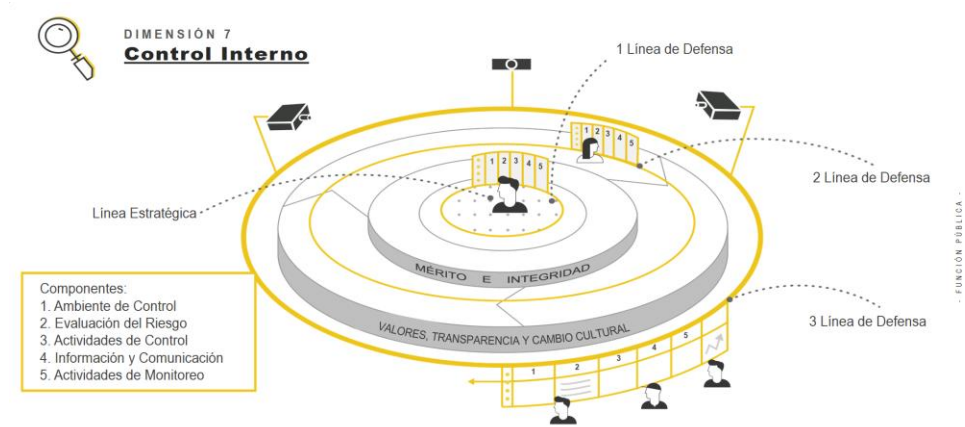 DIMENSIÓN 7
Control Interno
1 Línea de Defensa
1 2 3 4 5
1 2 3 4 5
2 Línea de Defensa
Línea Estratégica
MÉRITO E INTEGRIDAD
VALORES, TRANSPARENCIA Y CAMBIO CULTURAL
3 Línea de Defensa
1 2 3 4 5
Componentes:
1. Ambiente de Control
2. Evaluación del Riesgo
3. Actividades de Control
4. Información y Comunicación
5. Actividades de Monitoreo
- FUNCIÓN PÚBLICA -